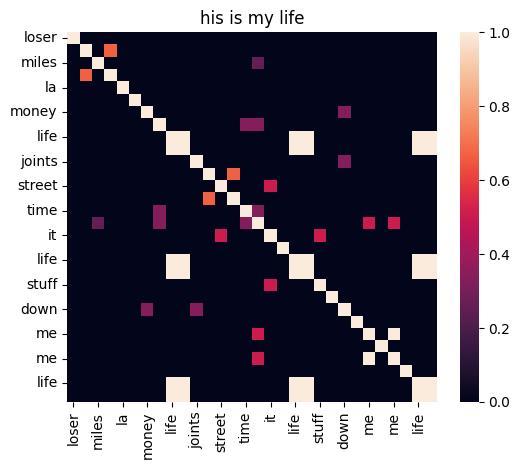 his is my life
loser
miles
la
money
life
joints
street
time
it
life
stuff
down
me
me
life
loser
miles
la
money
life
joints
street
time
it
life
stuff
down
me
me
life
1.0
0.8
0.6
0.4
0.2
0.0